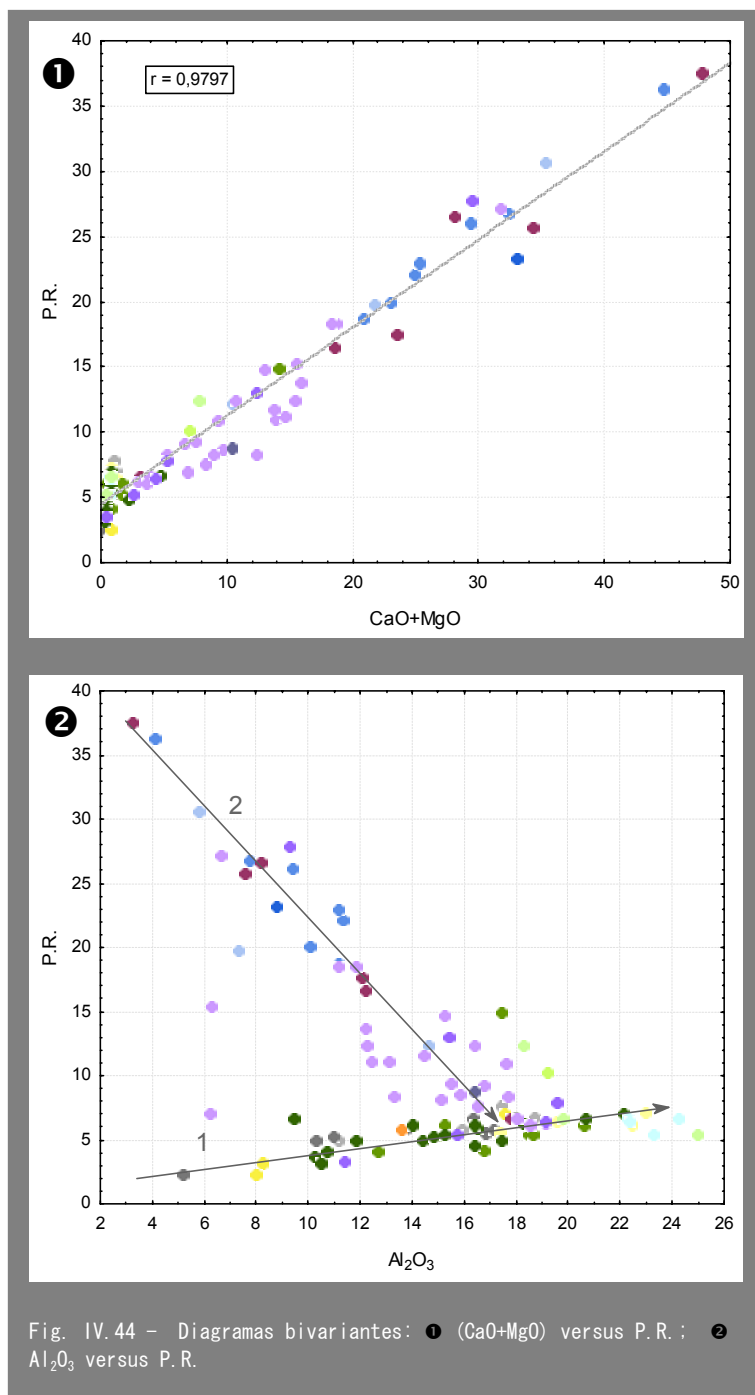 ❶
r = 0,9797
40
35
30
25
20
15
10
5
0
P.R.
0 10 20 30 40 50
CaO+MgO
❷
40
35
30
25
20
15
10
5
0
P.R.
2
1
2 4 6 8 10 12 14 16 18 20 22 24 26
Al₂O₃
Fig. IV.44 – Diagramas bivariantes: ❶ (CaO+MgO) versus P.R.; ❷
Al₂O₃ versus P.R.